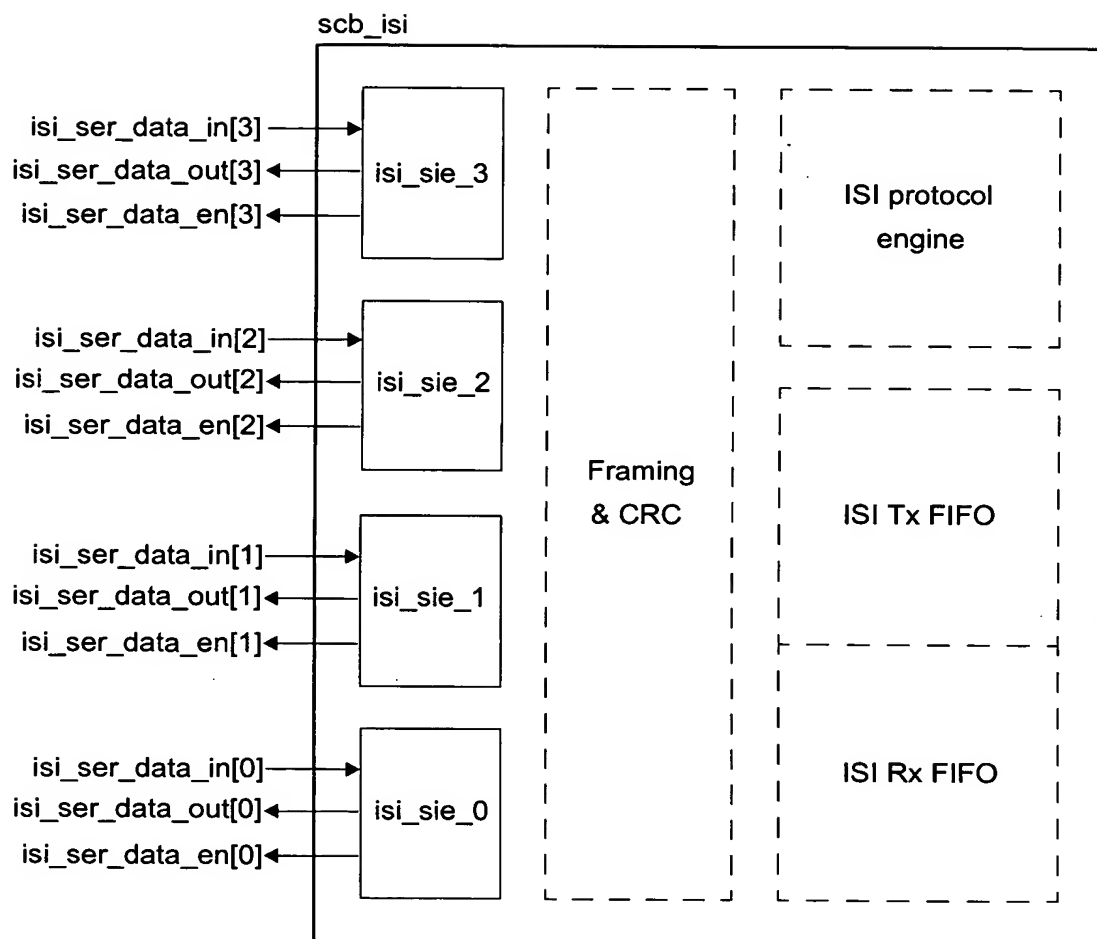 scb_isi
isi_ser_data_in[3]
isi_ser_data_out[3]
isi_ser_data_en[3]
isi_sie_3
isi_ser_data_in[2]
isi_ser_data_out[2]
isi_ser_data_en[2]
isi_sie_2
isi_ser_data_in[1]
isi_ser_data_out[1]
isi_ser_data_en[1]
isi_sie_1
isi_ser_data_in[0]
isi_ser_data_out[0]
isi_ser_data_en[0]
isi_sie_0
Framing
& CRC
ISI protocol
engine
ISI Tx FIFO
ISI Rx FIFO